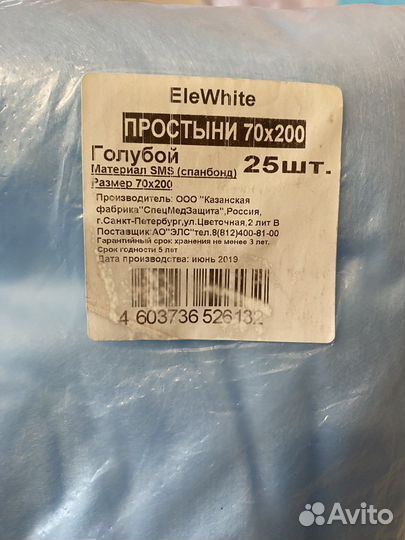 EleWhite
ПРОСТЫНИ 70х200
Голубой 25шт.
Материал SMS (спанбонд)
Размер 70х200
Производитель: ООО "Казанская
фабрика"СпецМедЗащита",Россия,
г.Санкт-Петербург,ул.Цветочная,2 лит В
Поставщик:АО"ЭЛС"тел.8(812)400-81-00
Гарантийный срок хранения не менее 3 лет.
Срок годности 5 лет
Дата производства: июнь 2019
4 603736 526132
Avito